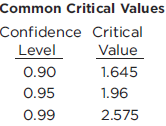 Common Critical Values
Confidence Critical
Level Value
0.90 1.645
0.95 1.96
0.99 2.575